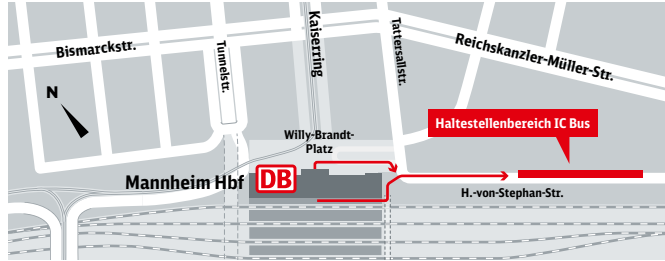 Bismarckstr.
Tunnelstr.
Kaiserring
Tattersallstr.
Reichskanzler-Müller-Str.
N
Willy-Brandt-
Platz
Haltestellenbereich IC Bus
Mannheim Hbf
DB
H.-von-Stephan-Str.